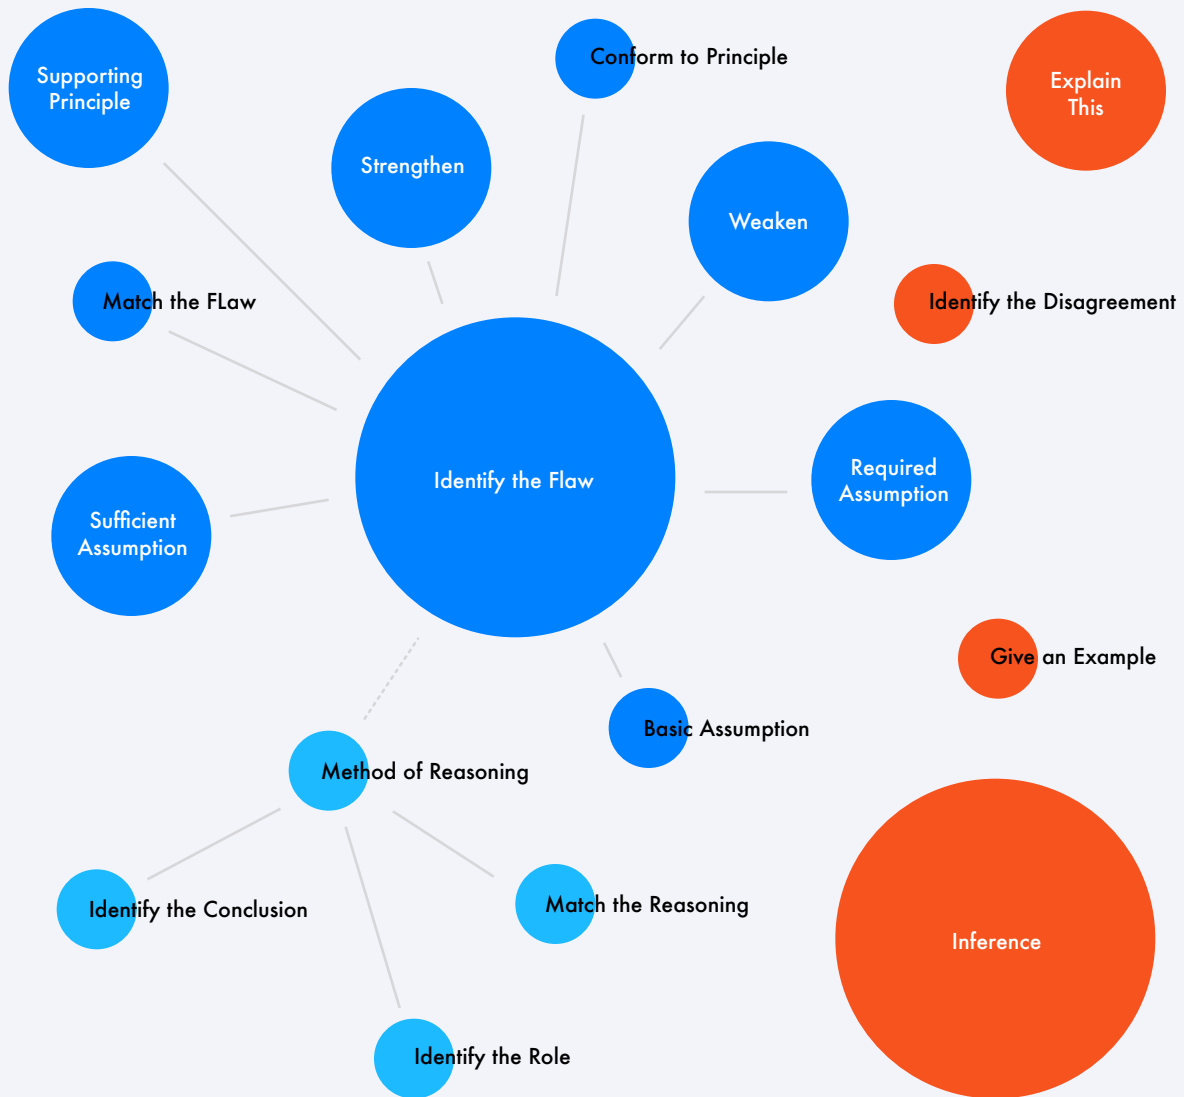 Supporting
Principle
Conform to Principle
Explain
This
Strengthen
Weaken
Match the FLaw
Identify the Disagreement
Identify the Flaw
Required
Assumption
Sufficient
Assumption
Give an Example
Basic Assumption
Method of Reasoning
Identify the Conclusion
Match the Reasoning
Inference
Identify the Role